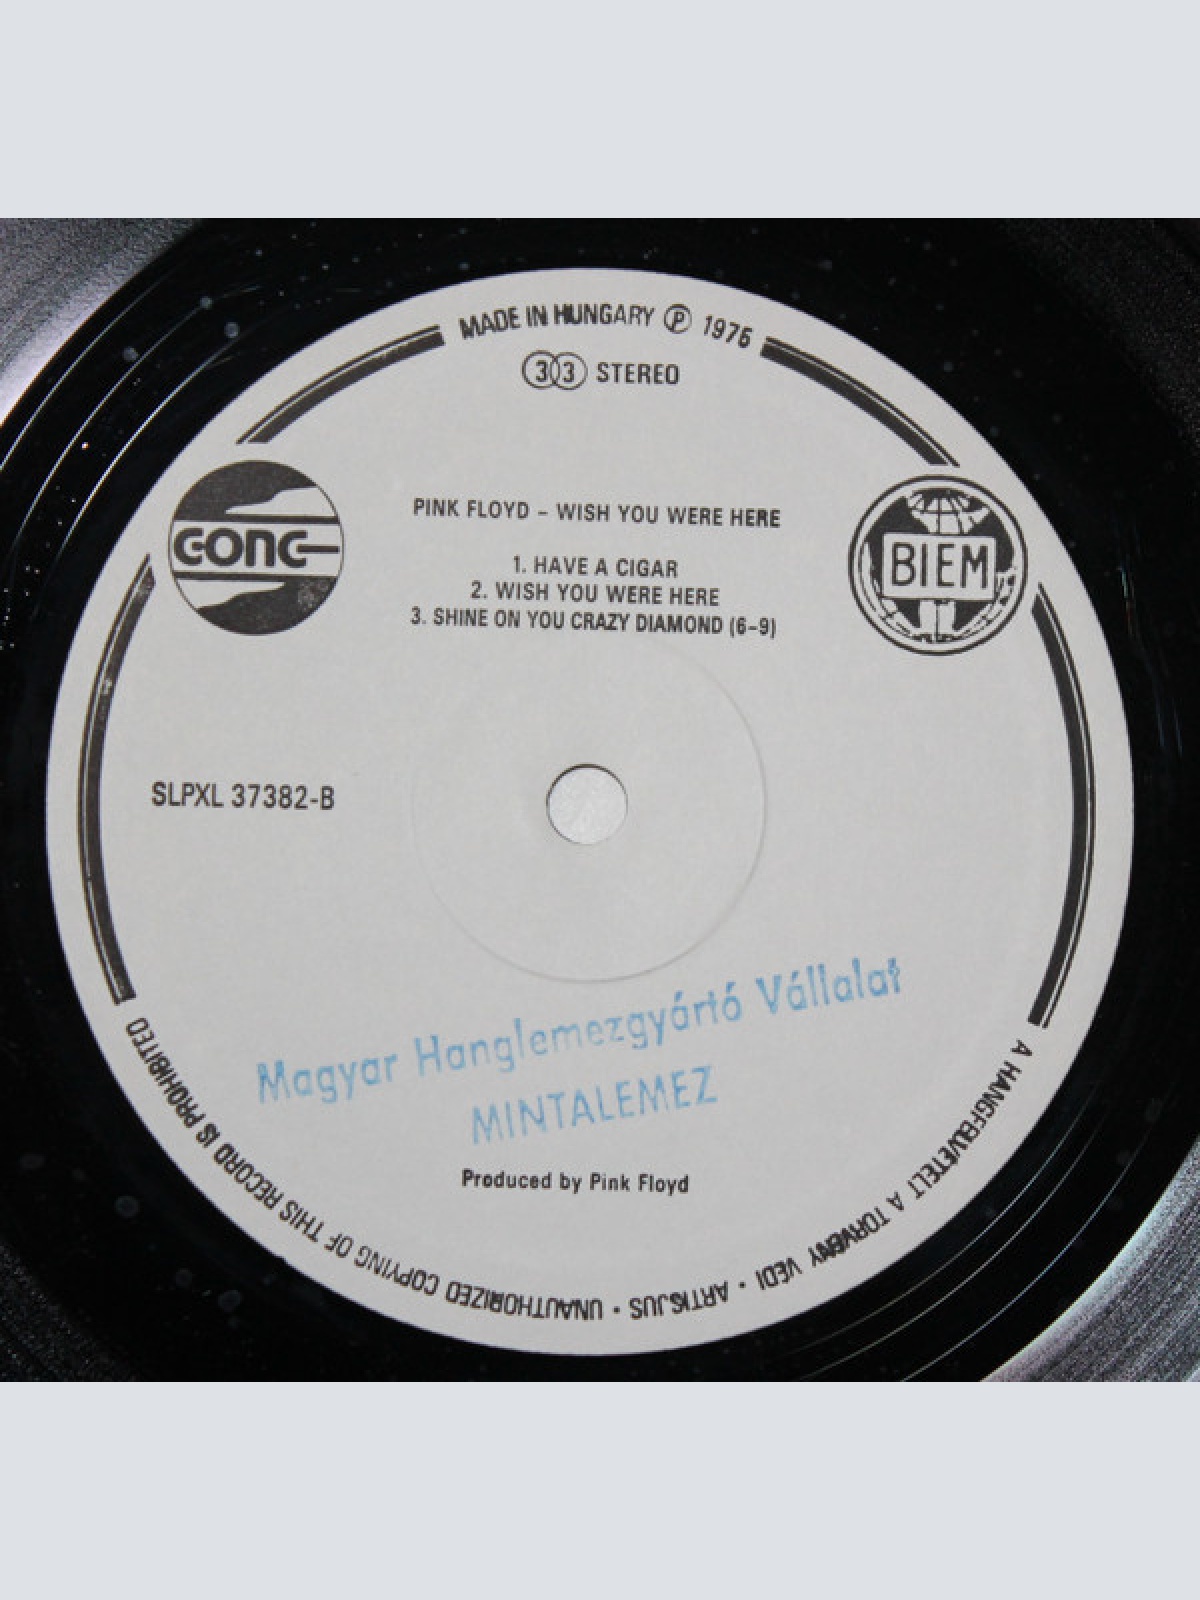 MADE IN HUNGARY Ⓟ 1976
33 STEREO
GONG
BIEM
PINK FLOYD – WISH YOU WERE HERE
1. HAVE A CIGAR
2. WISH YOU WERE HERE
3. SHINE ON YOU CRAZY DIAMOND (6–9)
SLPXL 37382-B
Magyar Hanglemezgyártó Vállalat
MINTALEMEZ
Produced by Pink Floyd
A HANGFELVÉTELT A TÖRVÉNY VÉDI • ARTISJUS • UNAUTHORIZED COPYING OF THIS RECORD IS PROHIBITED